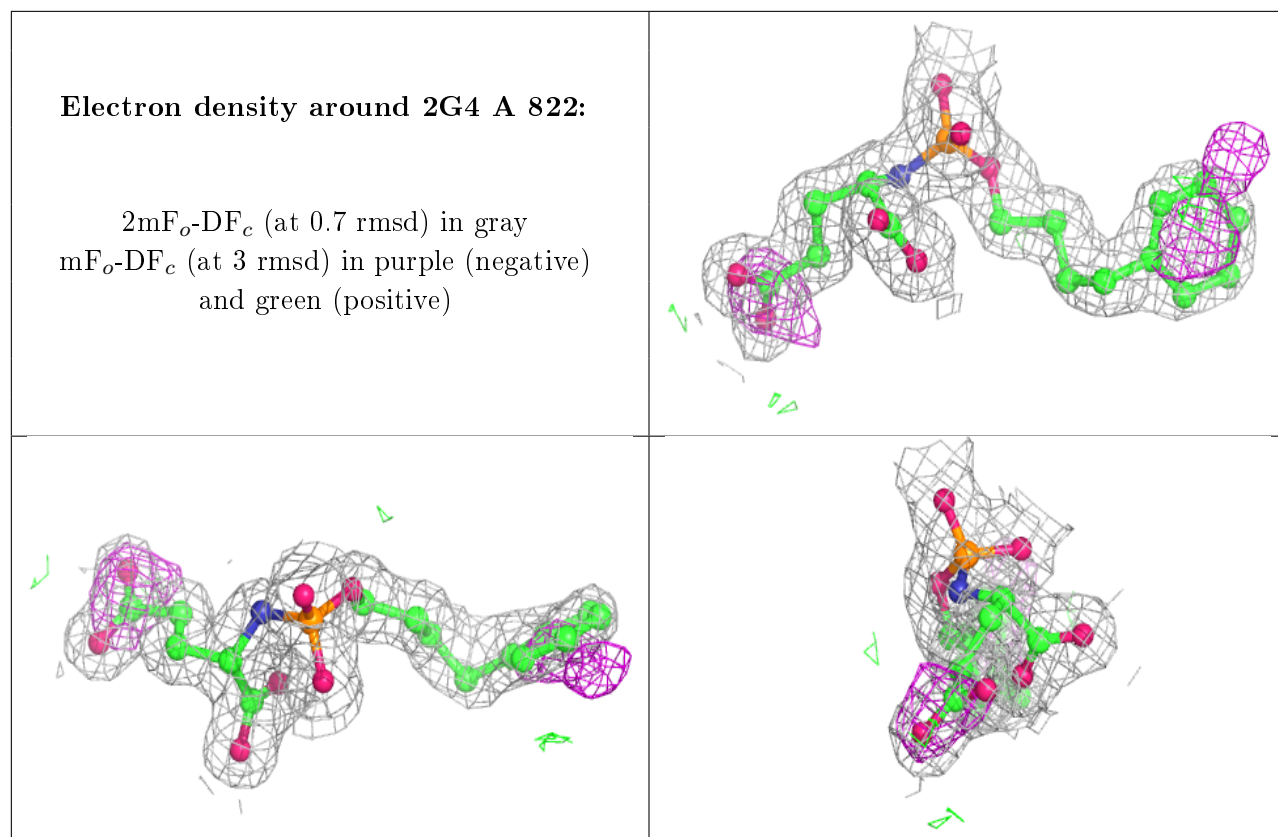 Electron density around 2G4 A 822:
2mFₒ-DF𝒸 (at 0.7 rmsd) in gray
mFₒ-DF𝒸 (at 3 rmsd) in purple (negative)
and green (positive)